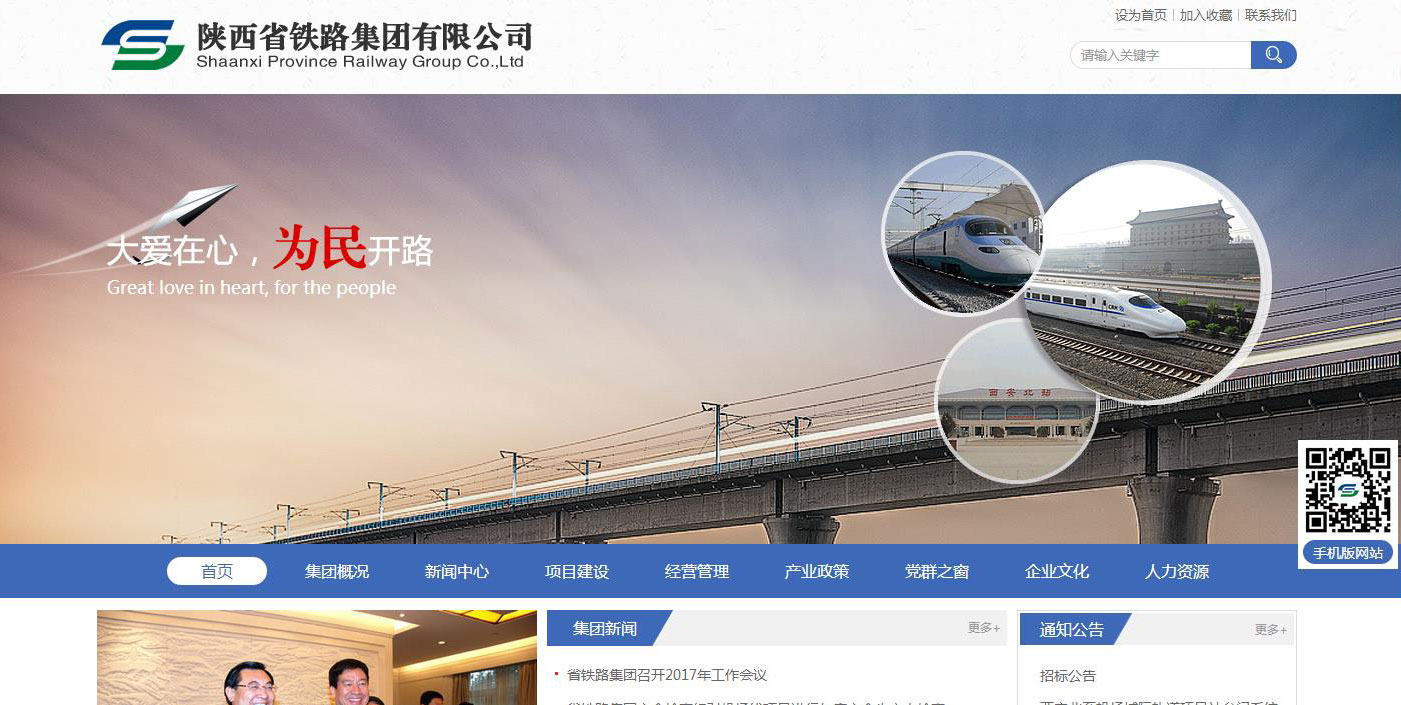 设为首页 | 加入收藏 | 联系我们
陕西省铁路集团有限公司
Shaanxi Province Railway Group Co.,Ltd
请输入关键字
大爱在心，为民开路
Great love in heart, for the people
西安北站
手机版网站
首页 集团概况 新闻中心 项目建设 经营管理 产业政策 党群之窗 企业文化 人力资源
集团新闻 更多+
通知公告 更多+
省铁路集团召开2017年工作会议
招标公告